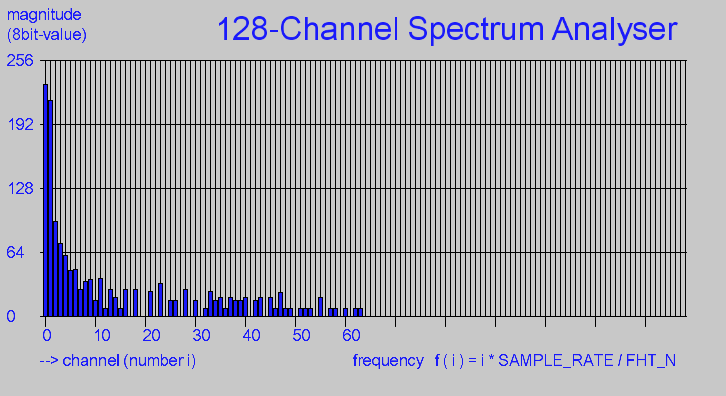 magnitude
(8bit-value)
128-Channel Spectrum Analyser
256
192
128
64
0
0 10 20 30 40 50 60
--> channel (number i)
frequency f ( i ) = i * SAMPLE_RATE / FHT_N